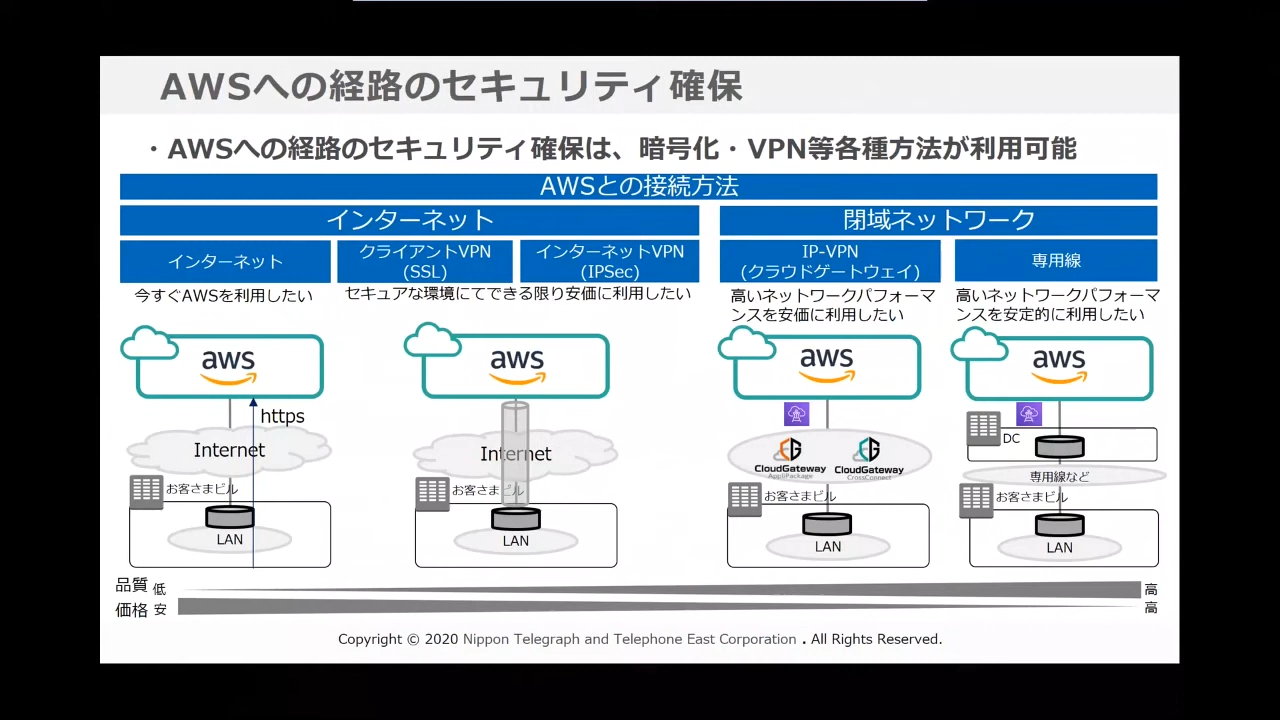 AWSへの経路のセキュリティ確保
・AWSへの経路のセキュリティ確保は、暗号化・VPN等各種方法が利用可能
AWSとの接続方法
インターネット
閉域ネットワーク
インターネット
クライアントVPN
(SSL)
インターネットVPN
(IPSec)
IP-VPN
(クラウドゲートウェイ)
専用線
今すぐAWSを利用したい
セキュアな環境にてできる限り安価に利用したい
高いネットワークパフォーマ
ンスを安価に利用したい
高いネットワークパフォーマ
ンスを安定的に利用したい
aws
https
Internet
お客さまビル
LAN
aws
Internet
お客さまビル
LAN
aws
CloudGateway
AppliPackage
CloudGateway
CrossConnect
お客さまビル
LAN
aws
DC
専用線など
お客さまビル
LAN
品質 低 高
価格 安 高
Copyright © 2020 Nippon Telegraph and Telephone East Corporation . All Rights Reserved.